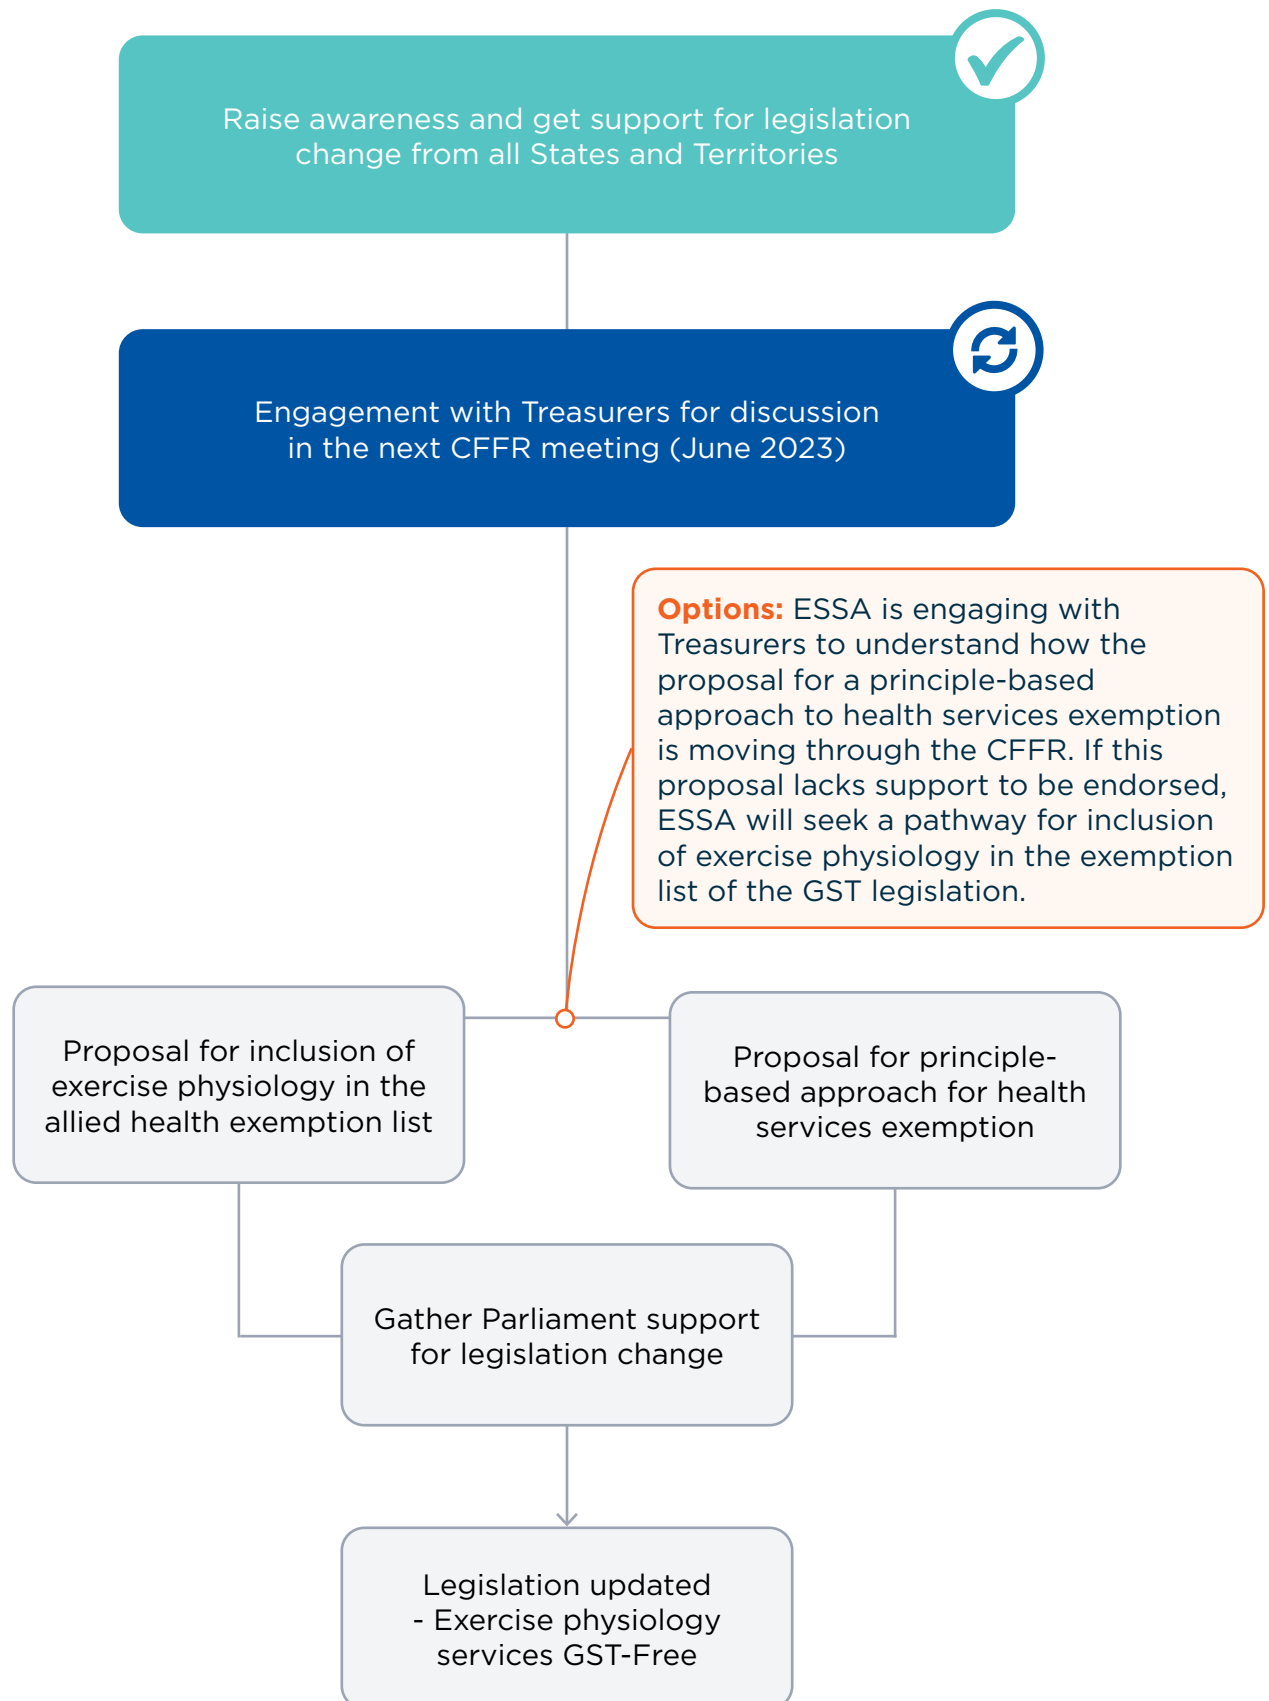 Raise awareness and get support for legislation
change from all States and Territories
Engagement with Treasurers for discussion
in the next CFFR meeting (June 2023)
Options: ESSA is engaging with
Treasurers to understand how the
proposal for a principle-based
approach to health services exemption
is moving through the CFFR. If this
proposal lacks support to be endorsed,
ESSA will seek a pathway for inclusion
of exercise physiology in the exemption
list of the GST legislation.
Proposal for inclusion of
exercise physiology in the
allied health exemption list
Proposal for principle-
based approach for health
services exemption
Gather Parliament support
for legislation change
Legislation updated
- Exercise physiology
services GST-Free